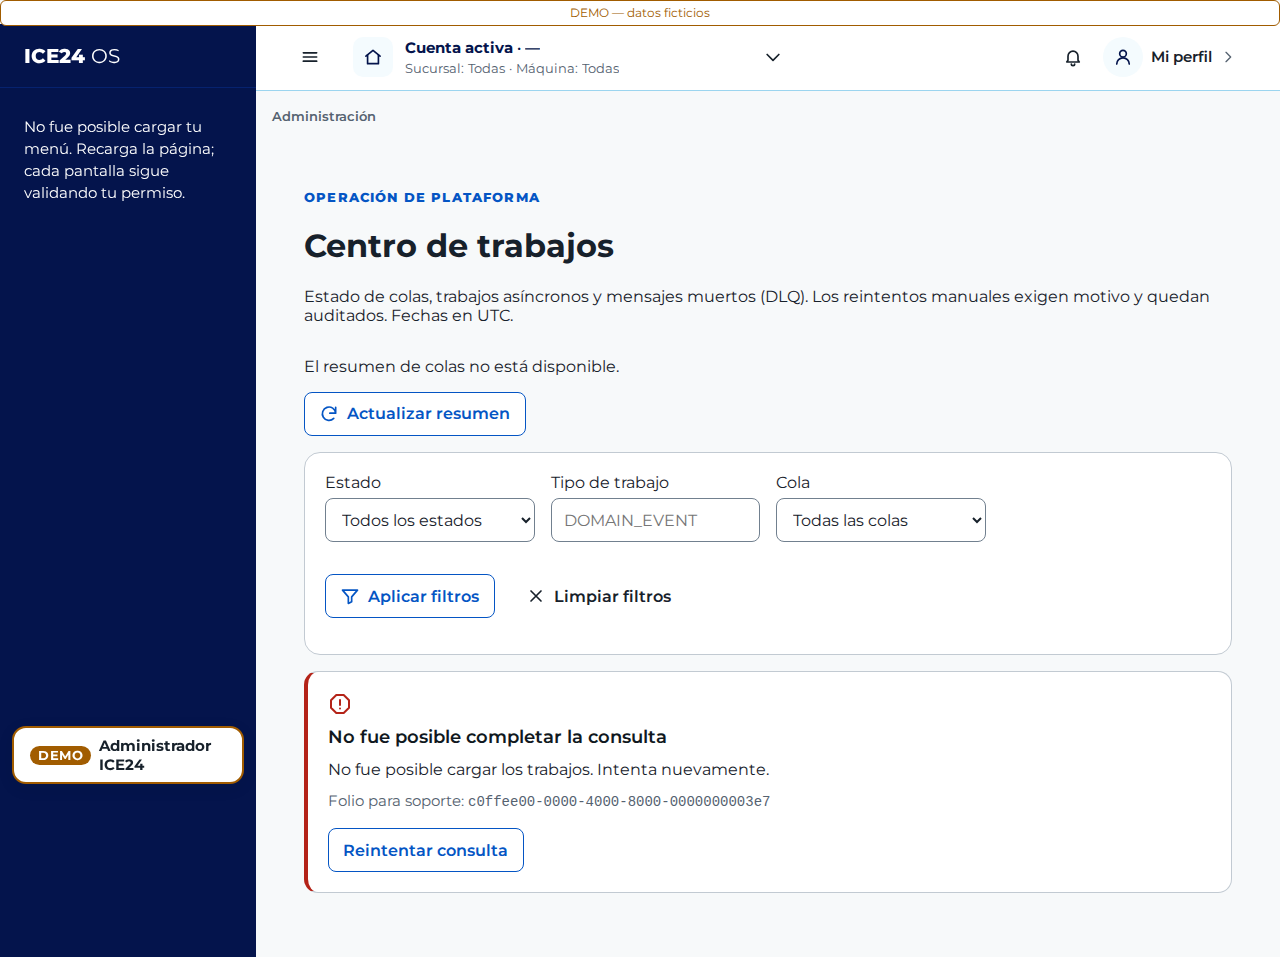 DEMO — datos ficticios
ICE24 OS
Cuenta activa · —
Sucursal: Todas · Máquina: Todas
Mi perfil
No fue posible cargar tu
menú. Recarga la página;
cada pantalla sigue
validando tu permiso.
DEMO
Administrador
ICE24
Administración
OPERACIÓN DE PLATAFORMA
Centro de trabajos
Estado de colas, trabajos asíncronos y mensajes muertos (DLQ). Los reintentos manuales exigen motivo y quedan
auditados. Fechas en UTC.
El resumen de colas no está disponible.
Actualizar resumen
Estado
Tipo de trabajo
Cola
Todos los estados
DOMAIN_EVENT
Todas las colas
Aplicar filtros
Limpiar filtros
No fue posible completar la consulta
No fue posible cargar los trabajos. Intenta nuevamente.
Folio para soporte: c0ffee00-0000-4000-8000-0000000003e7
Reintentar consulta